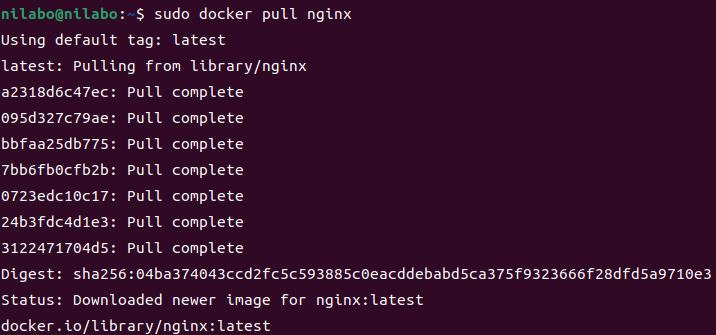 nilabo@nilabo:~$ sudo docker pull nginx
Using default tag: latest
latest: Pulling from library/nginx
a2318d6c47ec: Pull complete
095d327c79ae: Pull complete
bbfaa25db775: Pull complete
7bb6fb0cfb2b: Pull complete
0723edc10c17: Pull complete
24b3fdc4d1e3: Pull complete
3122471704d5: Pull complete
Digest: sha256:04ba374043ccd2fc5c593885c0eacddebabd5ca375f9323666f28dfd5a9710e3
Status: Downloaded newer image for nginx:latest
docker.io/library/nginx:latest